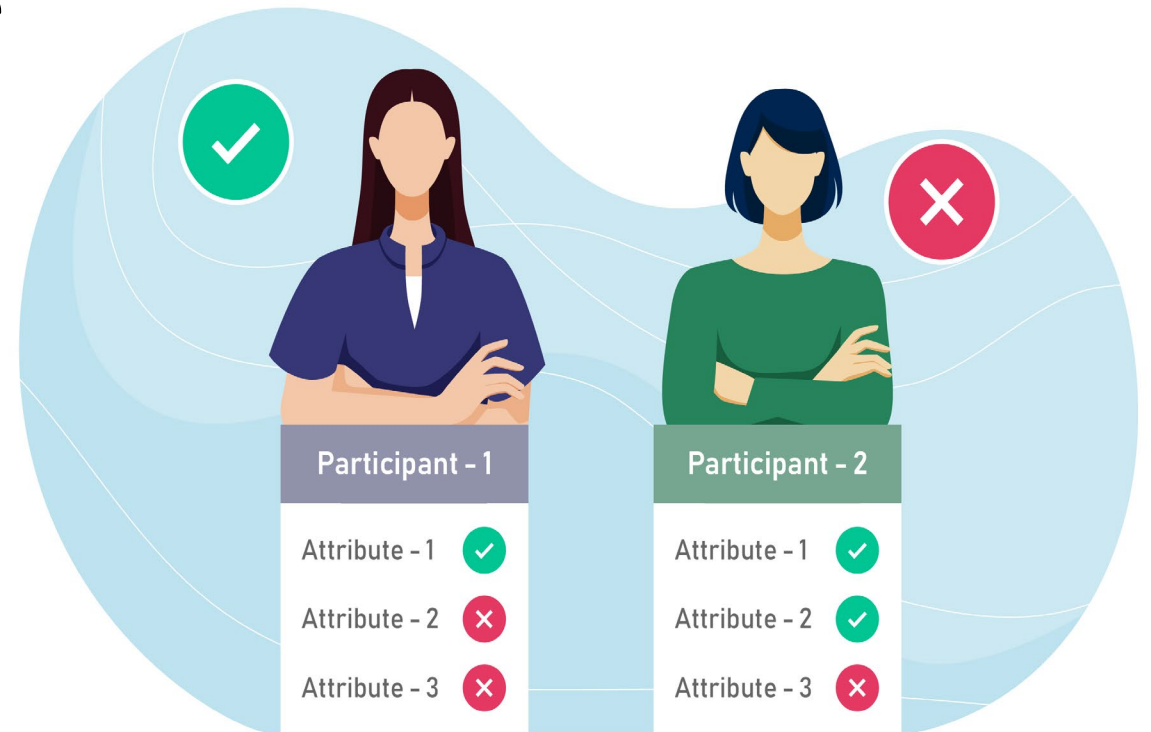 Participant - 1
Attribute - 1
Attribute - 2
Attribute - 3
Participant - 2
Attribute - 1
Attribute - 2
Attribute - 3